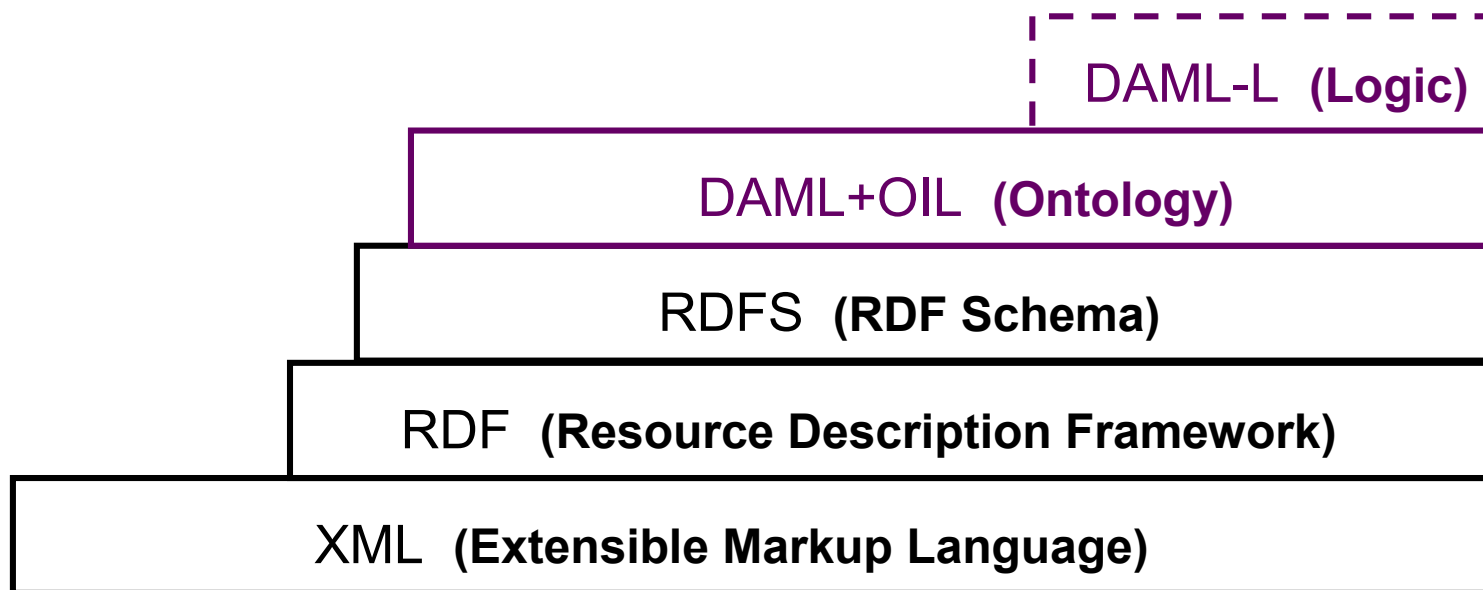 DAML-L (Logic)
DAML+OIL (Ontology)
RDFS (RDF Schema)
RDF (Resource Description Framework)
XML (Extensible Markup Language)